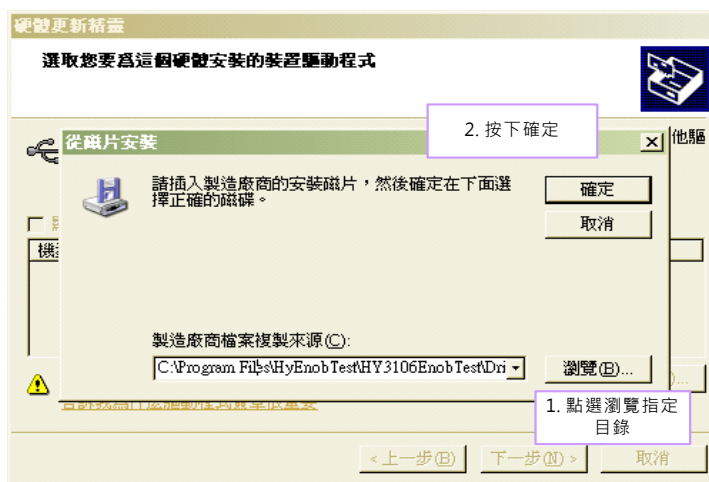 硬體更新精靈
選取您要為這個硬體安裝的裝置驅動程式
2. 按下確定
從磁片安裝
他驅
請插入製造廠商的安裝磁片，然後確定在下面選
擇正確的磁碟。
確定
取消
製造廠商檔案複製來源(C):
C:\Program Files\HyEnobTest\HY3106EnobTest\Dri
瀏覽(B)...
1. 點選瀏覽指定
目錄
<上一步(B)
下一步(N) >
取消